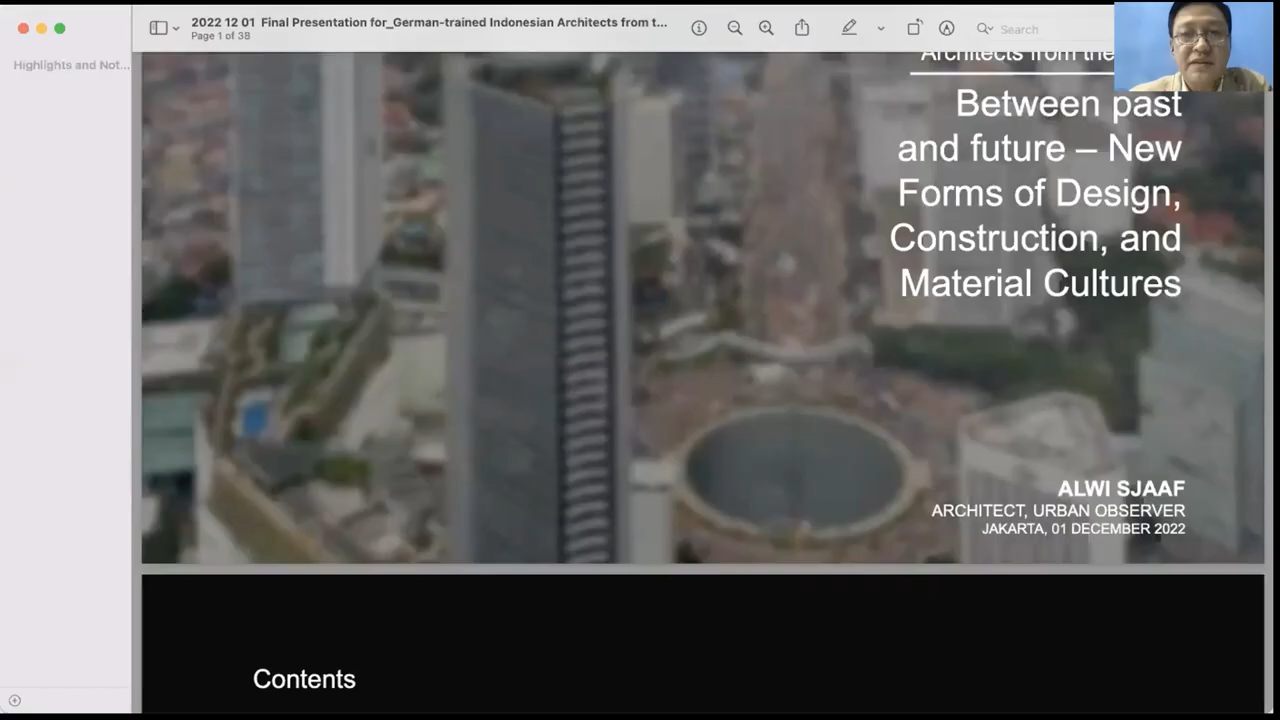 2022 12 01 Final Presentation for_German-trained Indonesian Architects from t...
Page 1 of 38
Search
Highlights and Not...
Architects from the
Between past
and future – New
Forms of Design,
Construction, and
Material Cultures
ALWI SJAAF
ARCHITECT, URBAN OBSERVER
JAKARTA, 01 DECEMBER 2022
Contents